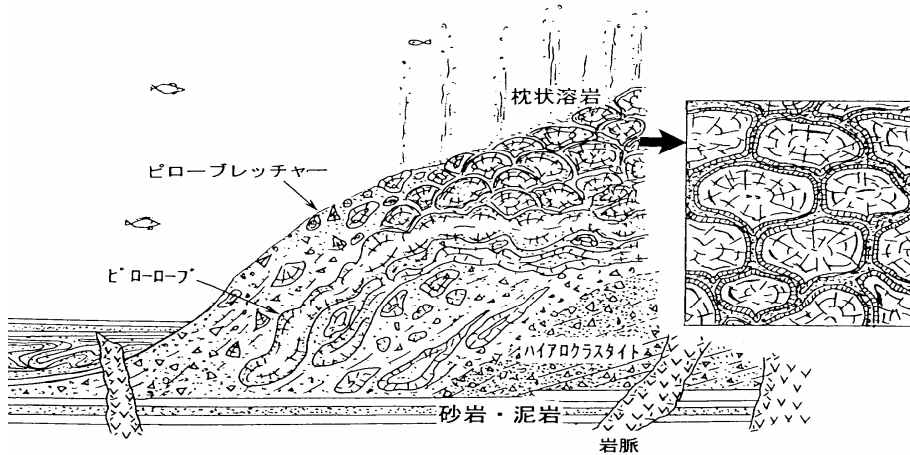 枕状溶岩
ピローブレッチャー
ピローローブ
ハイアロクラスタイト
砂岩・泥岩
岩脈